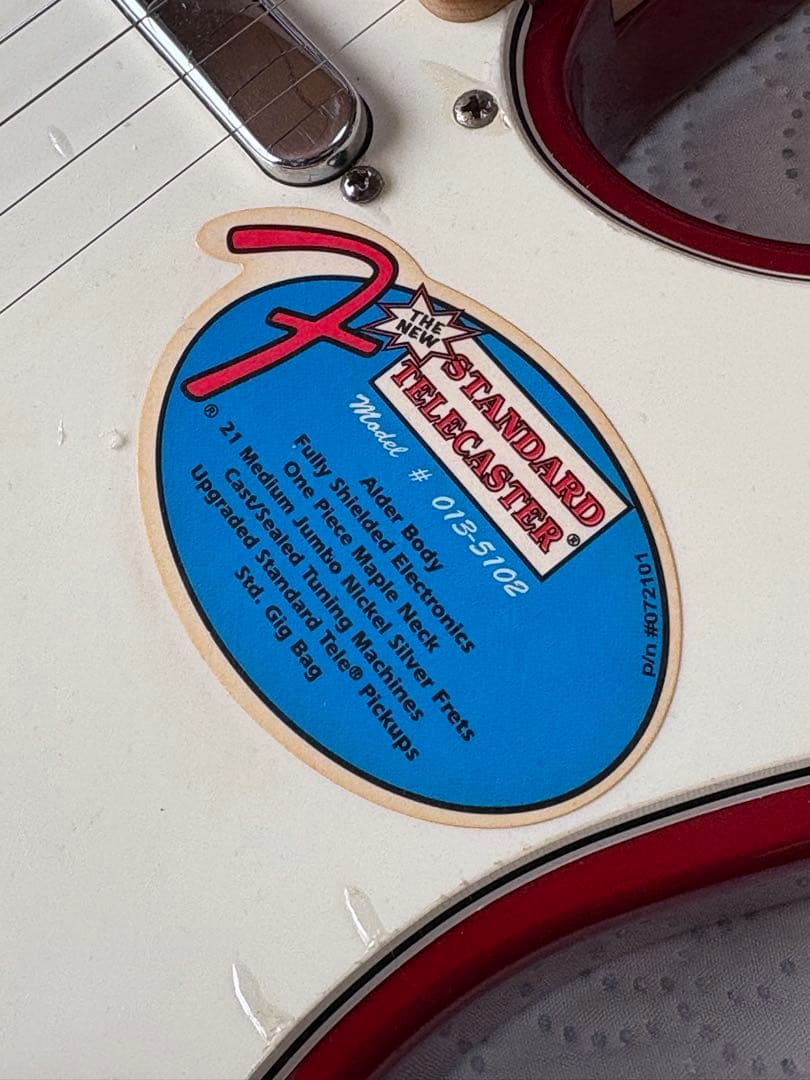 F
®
THE
NEW
STANDARD
TELECASTER®
Model # 013-5102
Alder Body
Fully Shielded Electronics
One Piece Maple Neck
21 Medium Jumbo Nickel Silver Frets
Cast/Sealed Tuning Machines
Upgraded Standard Tele® Pickups
Std. Gig Bag
p/n #072101